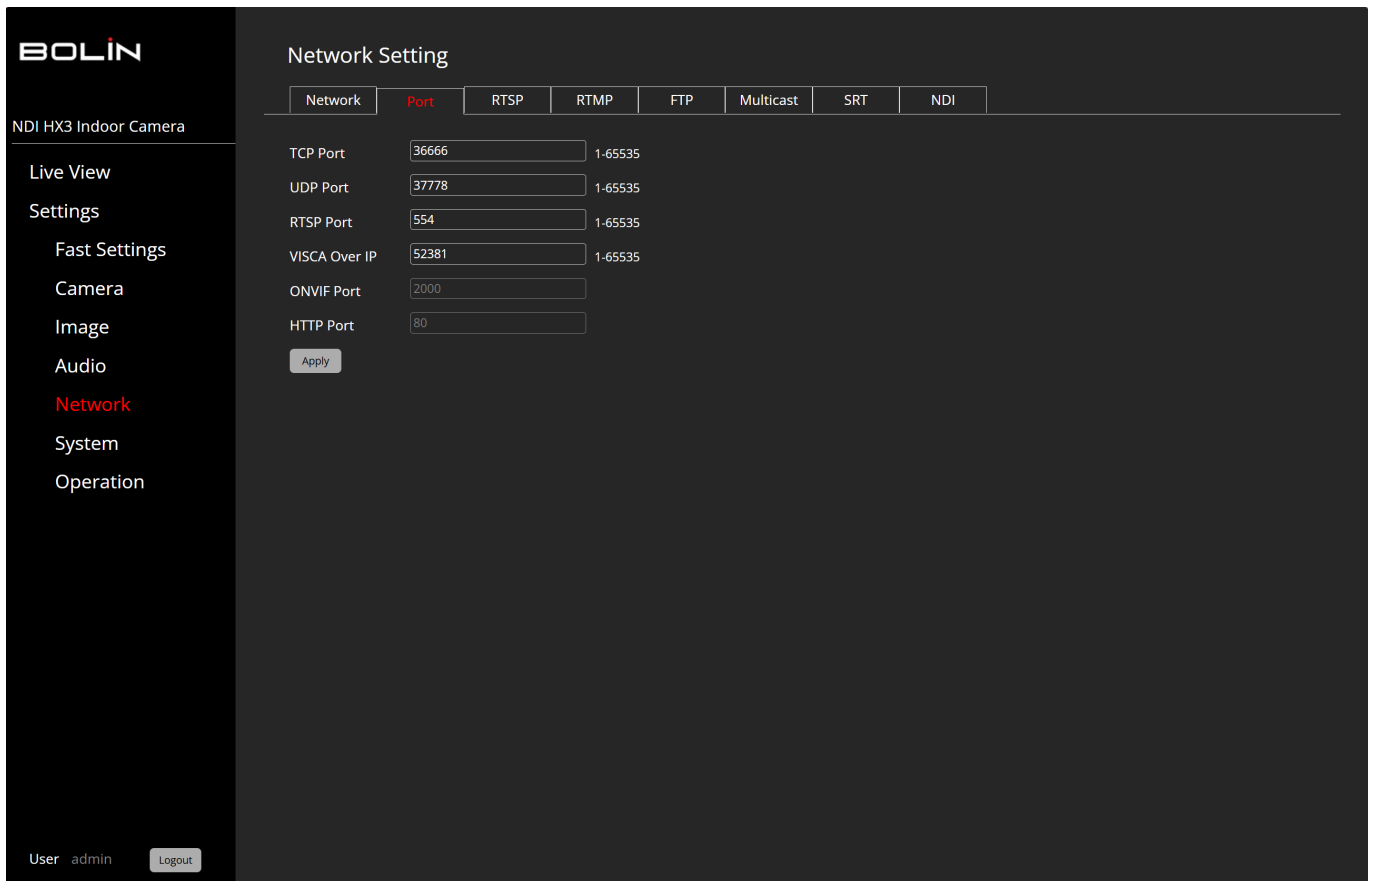 BOLIN
NDI HX3 Indoor Camera
Live View
Settings
Fast Settings
Camera
Image
Audio
Network
System
Operation
User admin Logout
Network Setting
Network Port RTSP RTMP FTP Multicast SRT NDI
TCP Port 36666 1-65535
UDP Port 37778 1-65535
RTSP Port 554 1-65535
VISCA Over IP 52381 1-65535
ONVIF Port 2000
HTTP Port 80
Apply